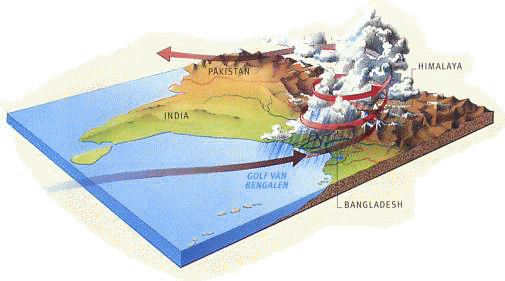 PAKISTAN
HIMALAYA
INDIA
GOLF VAN
BENGALEN
BANGLADESH